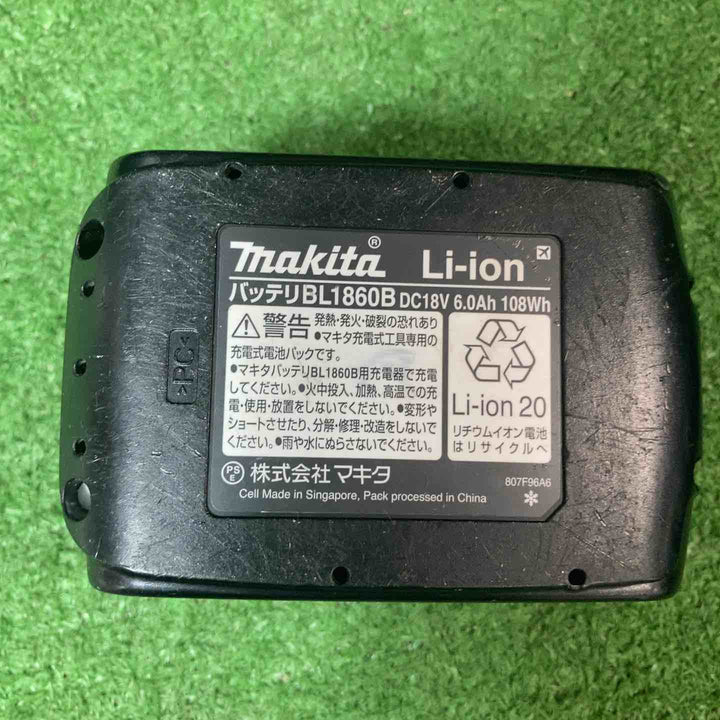 makita® Li-ion
バッテリBL1860B DC18V 6.0Ah 108Wh
警告 発熱・発火・破裂の恐れあり
●マキタ充電式工具専用の
充電式電池パックです。
●マキタバッテリBL1860B用充電器で充電
してください。●火中投入、加熱、高温での充
電・使用・放置をしないでください。●変形や
ショートさせたり、分解・修理・改造をしないで
ください。●雨や水にぬらさないでください。
Li-ion 20
リチウムイオン電池
はリサイクルへ
PSE 株式会社マキタ
807F96A6
Cell Made in Singapore, Pack processed in China
>PC<